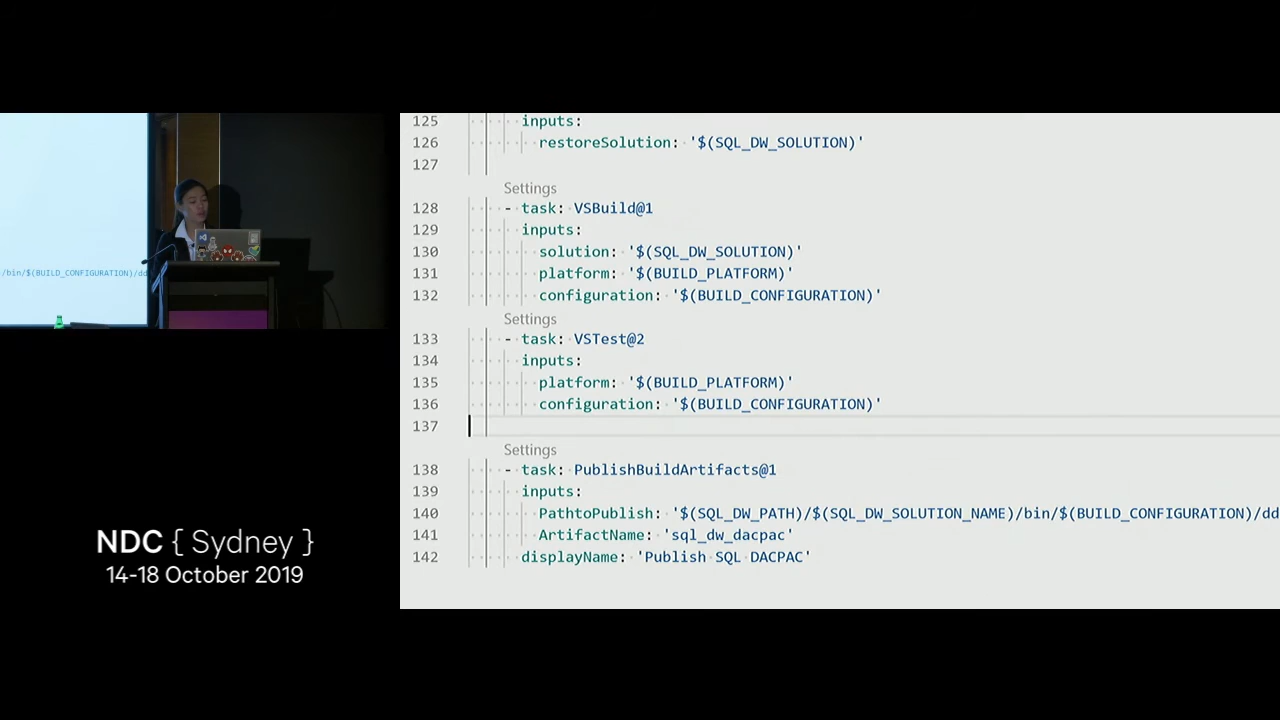 125 inputs:
126 restoreSolution: '$(SQL_DW_SOLUTION)'
127
Settings
128 - task: VSBuild@1
129 inputs:
130 solution: '$(SQL_DW_SOLUTION)'
131 platform: '$(BUILD_PLATFORM)'
132 configuration: '$(BUILD_CONFIGURATION)'
Settings
133 - task: VSTest@2
134 inputs:
135 platform: '$(BUILD_PLATFORM)'
136 configuration: '$(BUILD_CONFIGURATION)'
137
Settings
138 - task: PublishBuildArtifacts@1
139 inputs:
140 PathtoPublish: '$(SQL_DW_PATH)/$(SQL_DW_SOLUTION_NAME)/bin/$(BUILD_CONFIGURATION)/dd
141 ArtifactName: 'sql_dw_dacpac'
142 displayName: 'Publish SQL DACPAC'
/bin/$(BUILD_CONFIGURATION)/dd
NDC { Sydney }
14-18 October 2019